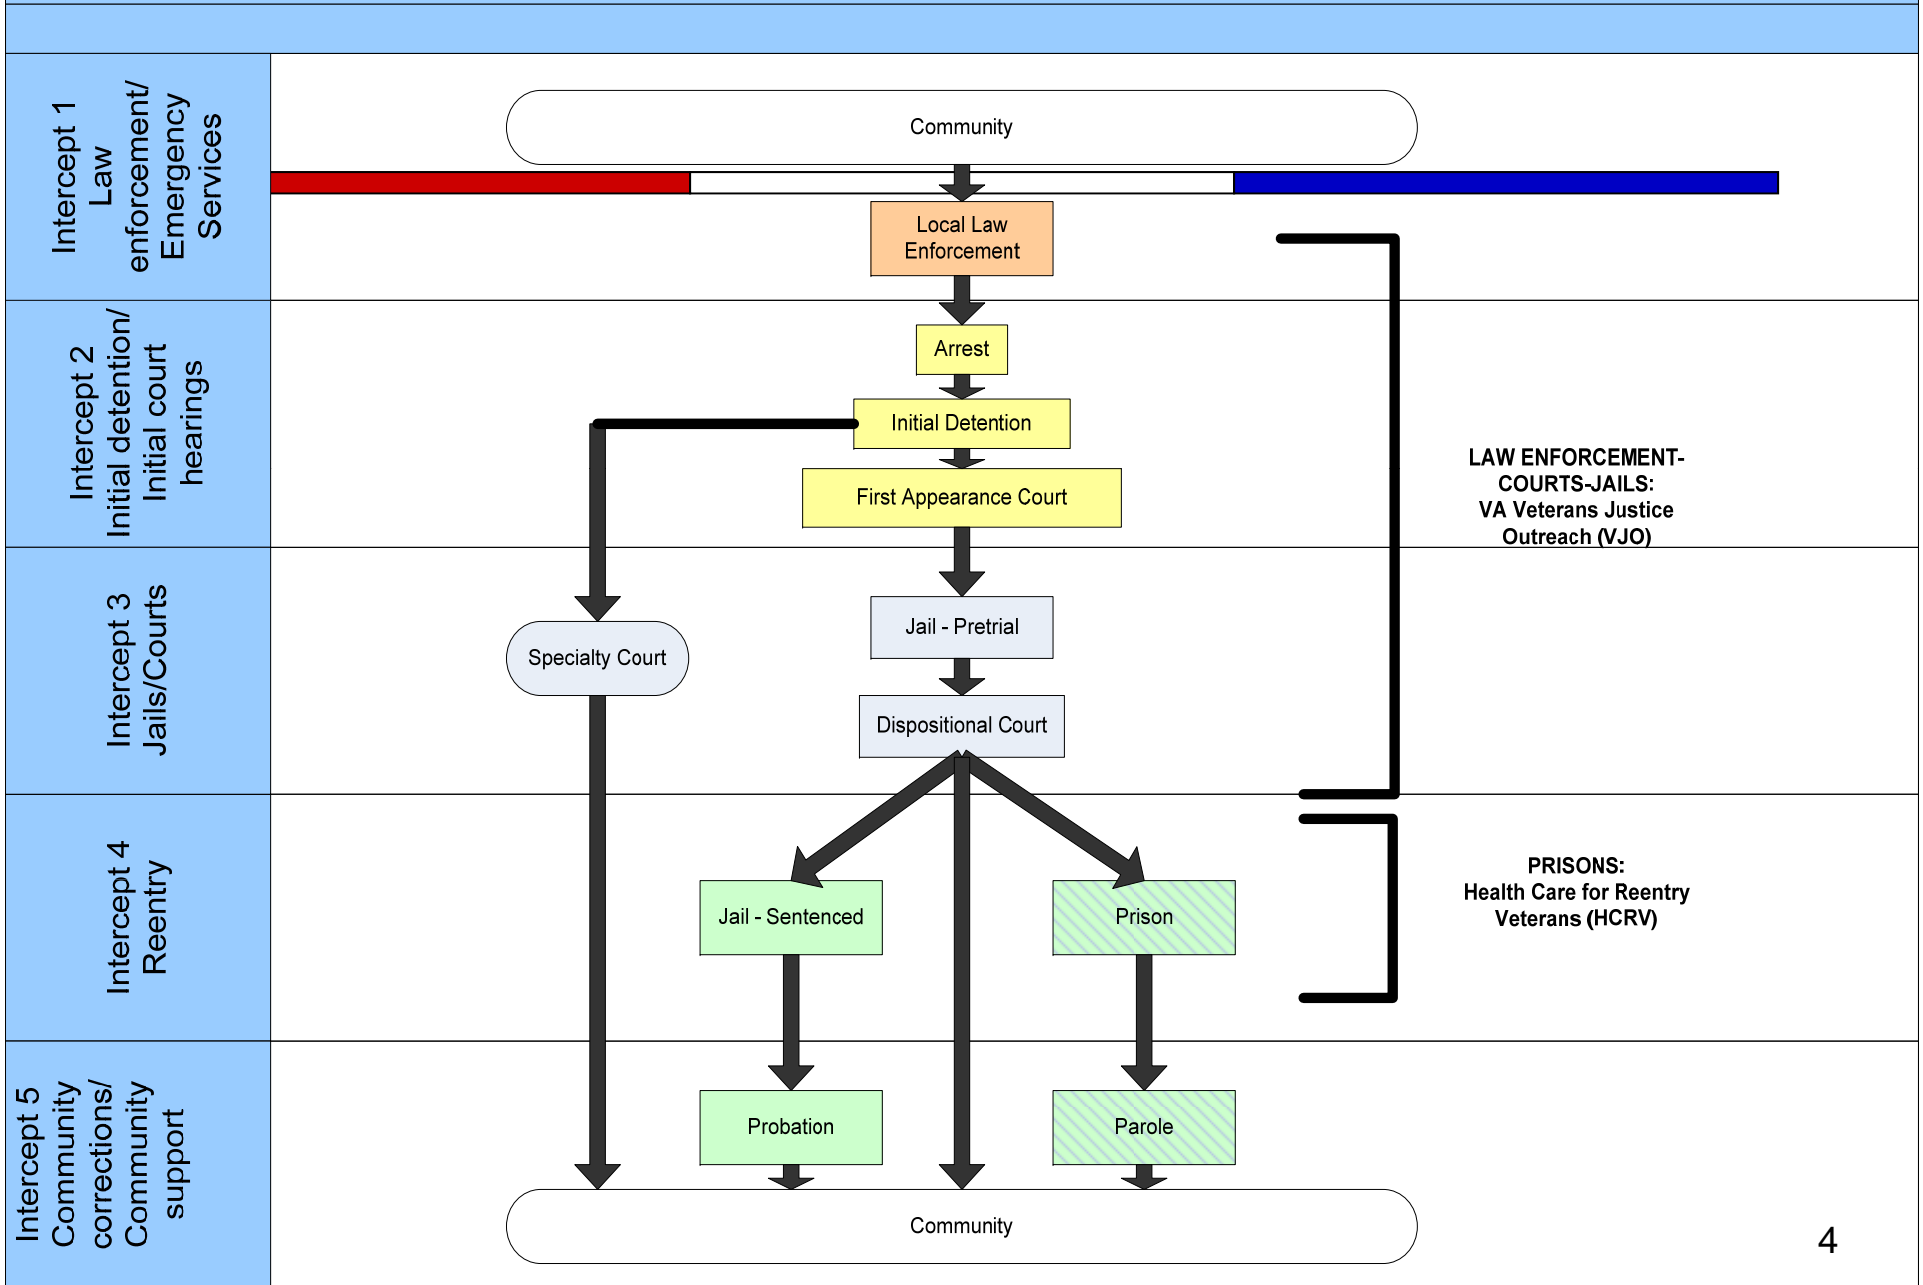 Intercept 1
Law
enforcement/
Emergency
Services
Community
Local Law
Enforcement
Intercept 2
Initial detention/
Initial court
hearings
Arrest
Initial Detention
First Appearance Court
LAW ENFORCEMENT-
COURTS-JAILS:
VA Veterans Justice
Outreach (VJO)
Intercept 3
Jails/Courts
Specialty Court
Jail - Pretrial
Dispositional Court
Intercept 4
Reentry
Jail - Sentenced
Prison
PRISONS:
Health Care for Reentry
Veterans (HCRV)
Intercept 5
Community
corrections/
Community
support
Probation
Parole
Community
4